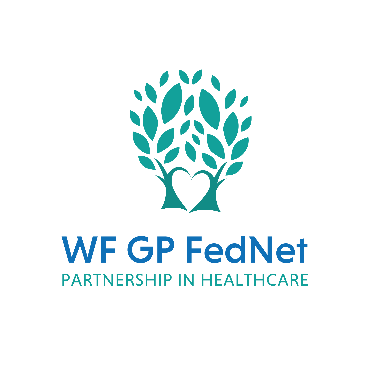 WF GP FedNet
PARTNERSHIP IN HEALTHCARE